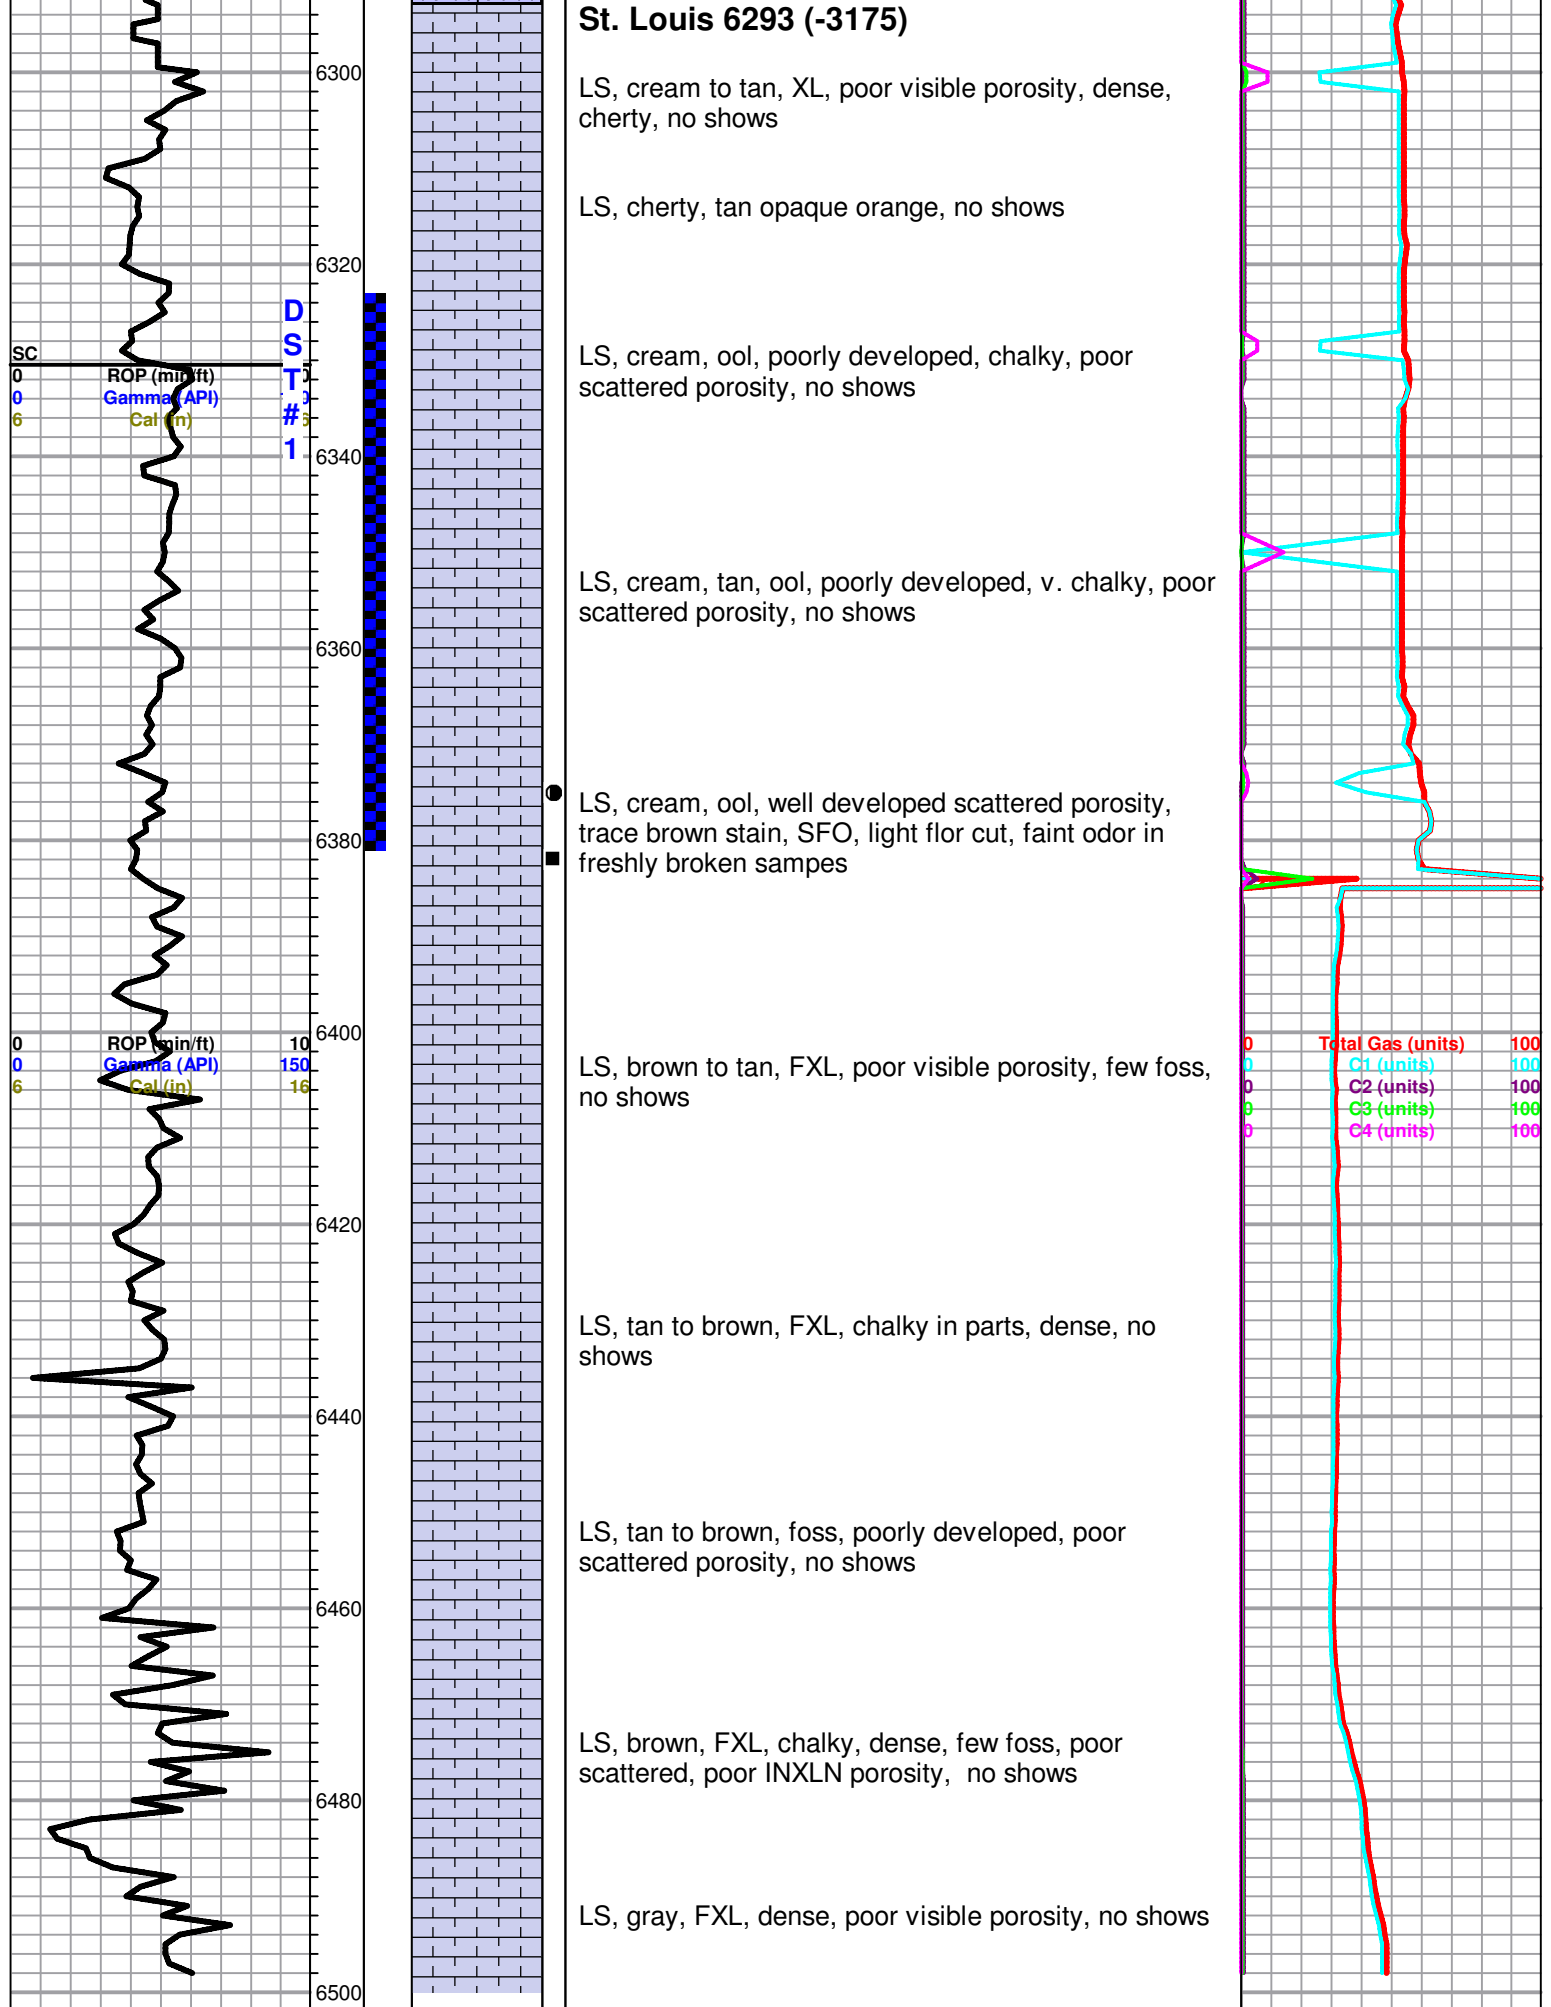 St. Louis 6293 (-3175)
6300
LS, cream to tan, XL, poor visible porosity, dense,
cherty, no shows
LS, cherty, tan opaque orange, no shows
6320
D
S
T
#
1
SC
0 ROP (min/ft) 0
0 Gamma (API) 0
6 Cal (in) 6
LS, cream, ool, poorly developed, chalky, poor
scattered porosity, no shows
6340
LS, cream, tan, ool, poorly developed, v. chalky, poor
scattered porosity, no shows
6360
LS, cream, ool, well developed scattered porosity,
trace brown stain, SFO, light flor cut, faint odor in
freshly broken sampes
6380
6400
0 ROP (min/ft) 10
0 Gamma (API) 150
6 Cal (in) 16
0 Total Gas (units) 100
0 C1 (units) 100
0 C2 (units) 100
0 C3 (units) 100
0 C4 (units) 100
LS, brown to tan, FXL, poor visible porosity, few foss,
no shows
6420
LS, tan to brown, FXL, chalky in parts, dense, no
shows
6440
LS, tan to brown, foss, poorly developed, poor
scattered porosity, no shows
6460
LS, brown, FXL, chalky, dense, few foss, poor
scattered, poor INXLN porosity,  no shows
6480
LS, gray, FXL, dense, poor visible porosity, no shows
6500